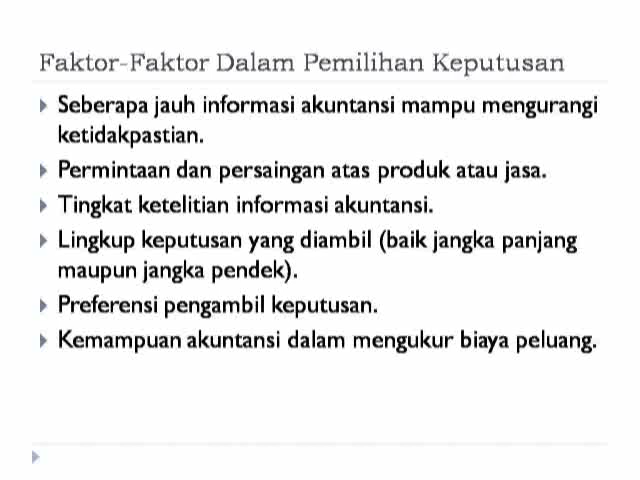 Faktor-Faktor Dalam Pemilihan Keputusan
Seberapa jauh informasi akuntansi mampu mengurangi
ketidakpastian.
Permintaan dan persaingan atas produk atau jasa.
Tingkat ketelitian informasi akuntansi.
Lingkup keputusan yang diambil (baik jangka panjang
maupun jangka pendek).
Preferensi pengambil keputusan.
Kemampuan akuntansi dalam mengukur biaya peluang.